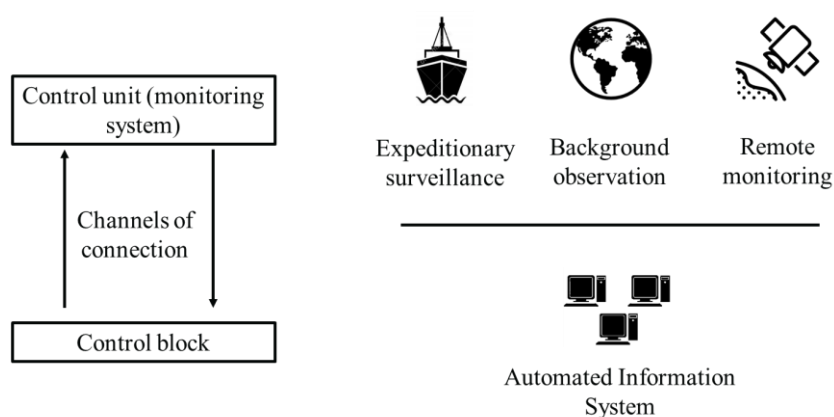 Control unit (monitoring
system)
Channels of
connection
Control block
Expeditionary
surveillance
Background
observation
Remote
monitoring
Automated Information
System